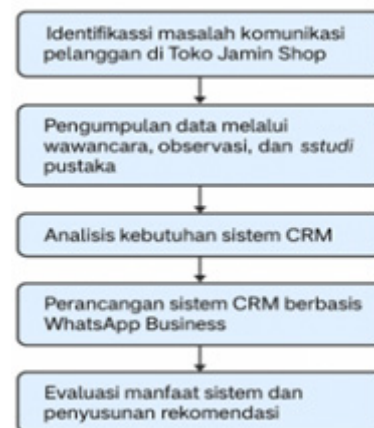 Identifikassi masalah komunikasi
pelanggan di Toko Jamin Shop
Pengumpulan data melalui
wawancara, observasi, dan sstudi
pustaka
Analisis kebutuhan sistem CRM
Perancangan sistem CRM berbasis
WhatsApp Business
Evaluasi manfaat sistem dan
penyusunan rekomendasi